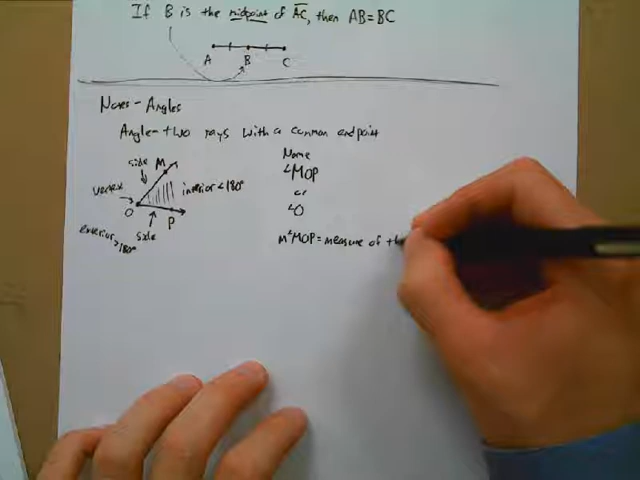 If B is the midpoint of AC, then AB=BC
A B C
Notes - Angles
Angle - two rays with a common endpoint
side M
Name
∠MOP
vertex interior <180°
or
O P
∠O
exterior >180° side
m∠MOP = measure of th